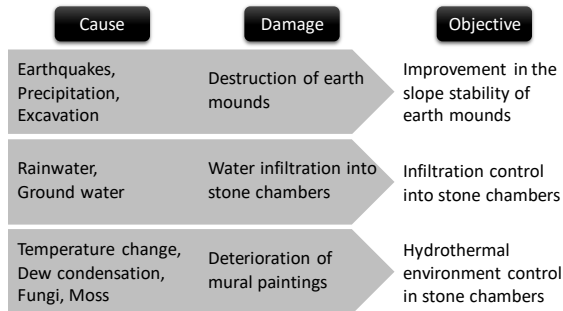 Cause
Damage
Objective
Earthquakes,
Precipitation,
Excavation
Destruction of earth
mounds
Improvement in the
slope stability of
earth mounds
Rainwater,
Ground water
Water infiltration into
stone chambers
Infiltration control
into stone chambers
Temperature change,
Dew condensation,
Fungi, Moss
Deterioration of
mural paintings
Hydrothermal
environment control
in stone chambers